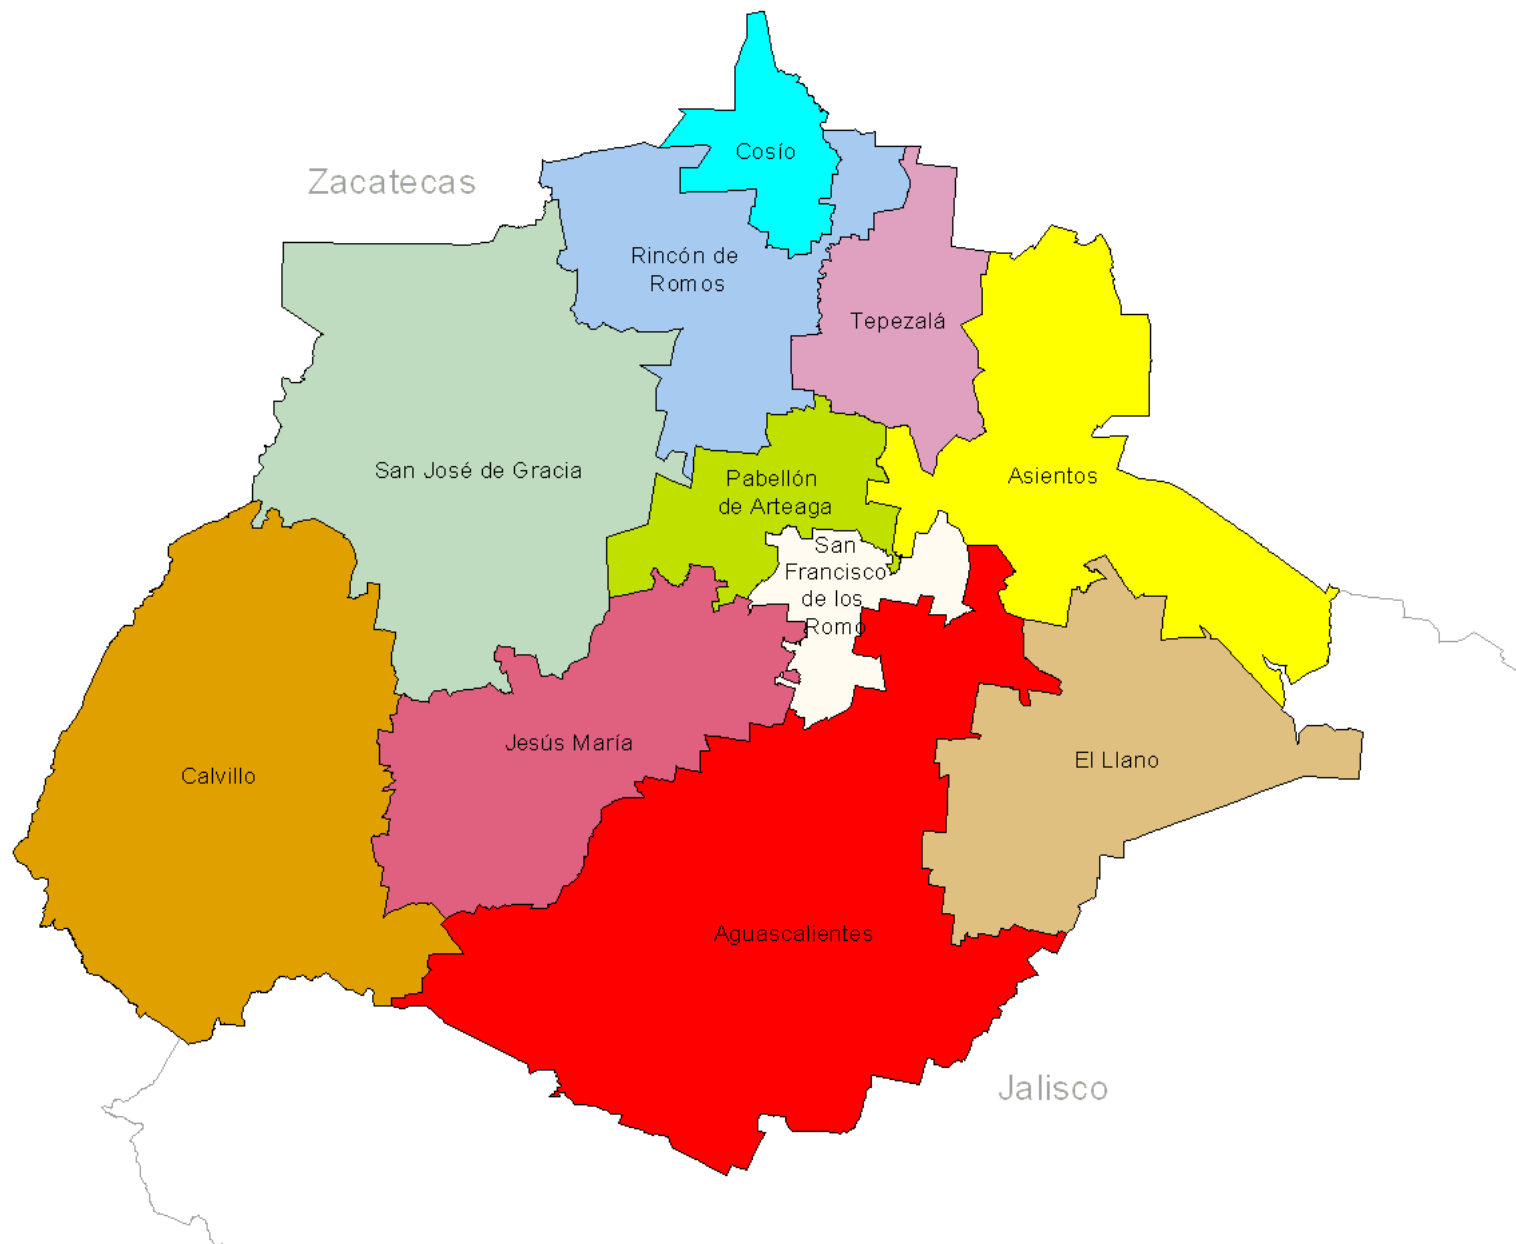 Cosío
Zacatecas
Rincón de
Romos
Tepezalá
San José de Gracia
Pabellón
de Arteaga
Asientos
San
Francisco
de los
Romo
Jesús María
El Llano
Calvillo
Aguascalientes
Jalisco